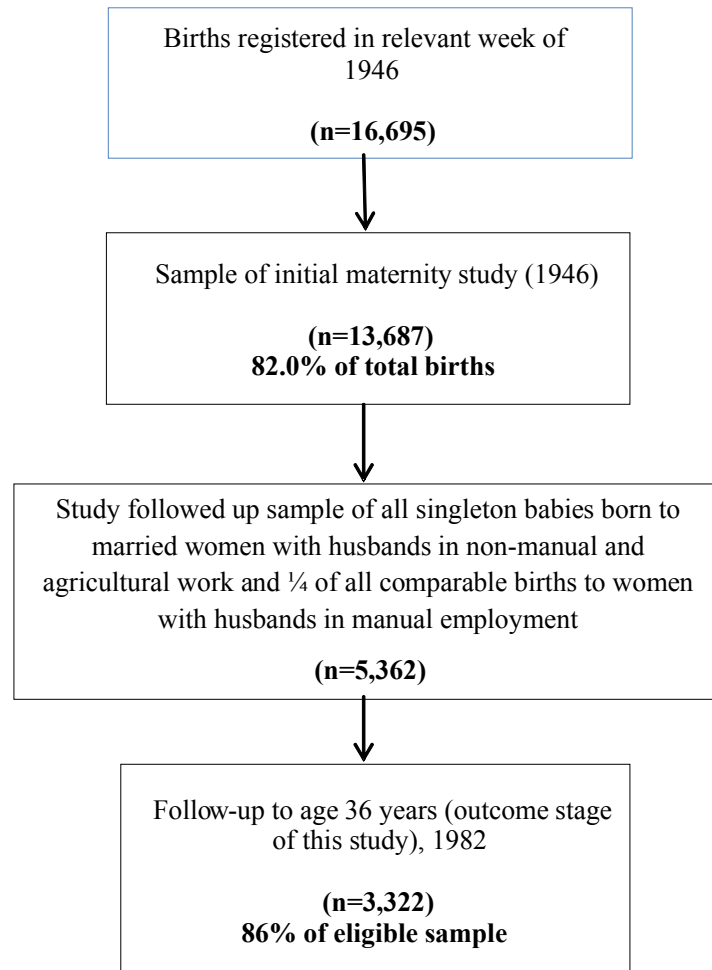 Births registered in relevant week of
1946
(n=16,695)
Sample of initial maternity study (1946)
(n=13,687)
82.0% of total births
Study followed up sample of all singleton babies born to
married women with husbands in non-manual and
agricultural work and ¼ of all comparable births to women
with husbands in manual employment
(n=5,362)
Follow-up to age 36 years (outcome stage
of this study), 1982
(n=3,322)
86% of eligible sample